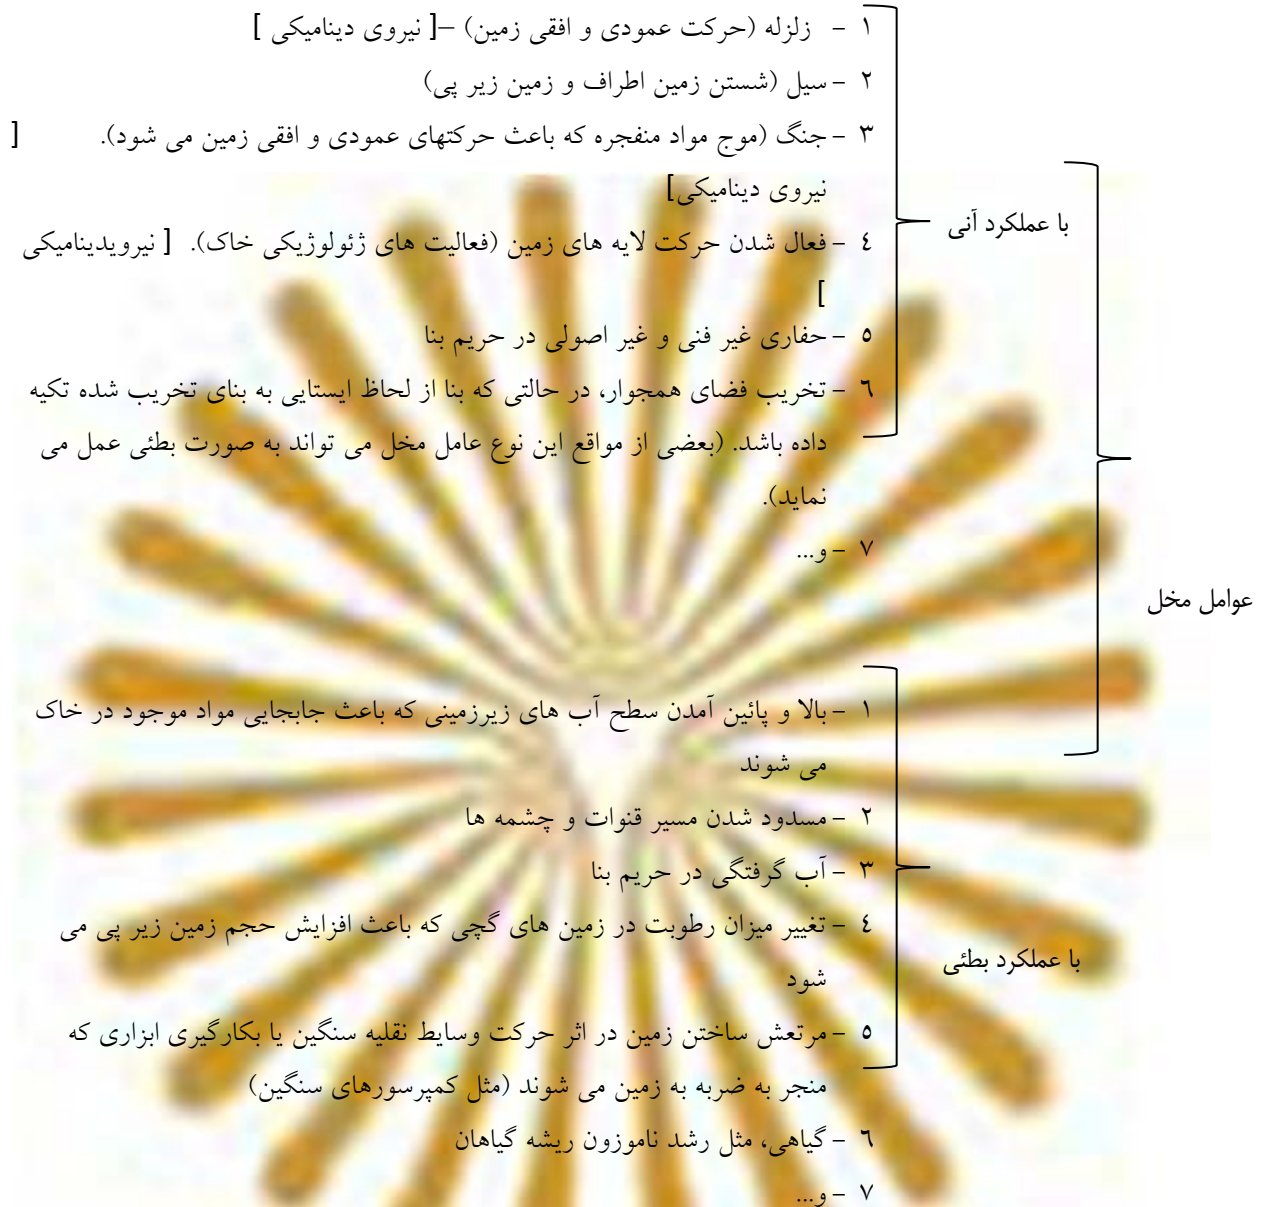 ۱ - زلزله (حرکت عمودی و افقی زمین) –[ نیروی دینامیکی ]
۲ - سیل (شستن زمین اطراف و زمین زیر پی)
۳ - جنگ (موج مواد منفجره که باعث حرکتهای عمودی و افقی زمین می شود). [
نیروی دینامیکی]
با عملکرد آنی
٤ - فعال شدن حرکت لایه های زمین (فعالیت های ژئولوژیکی خاک). [ نیرویدینامیکی
]
٥ - حفاری غیر فنی و غیر اصولی در حریم بنا
٦ - تخریب فضای همجوار، در حالتی که بنا از لحاظ ایستایی به بنای تخریب شده تکیه
داده باشد. (بعضی از مواقع این نوع عامل مخل می تواند به صورت بطئی عمل می
نماید).
۷ - و...
عوامل مخل
۱ - بالا و پائین آمدن سطح آب های زیرزمینی که باعث جابجایی مواد موجود در خاک
می شوند
۲ - مسدود شدن مسیر قنوات و چشمه ها
۳ - آب گرفتگی در حریم بنا
٤ - تغییر میزان رطوبت در زمین های گچی که باعث افزایش حجم زمین زیر پی می
با عملکرد بطئی
شود
٥ - مرتعش ساختن زمین در اثر حرکت وسایط نقلیه سنگین یا بکارگیری ابزاری که
منجر به ضربه به زمین می شوند (مثل کمپرسورهای سنگین)
٦ - گیاهی، مثل رشد ناموزون ریشه گیاهان
۷ - و...